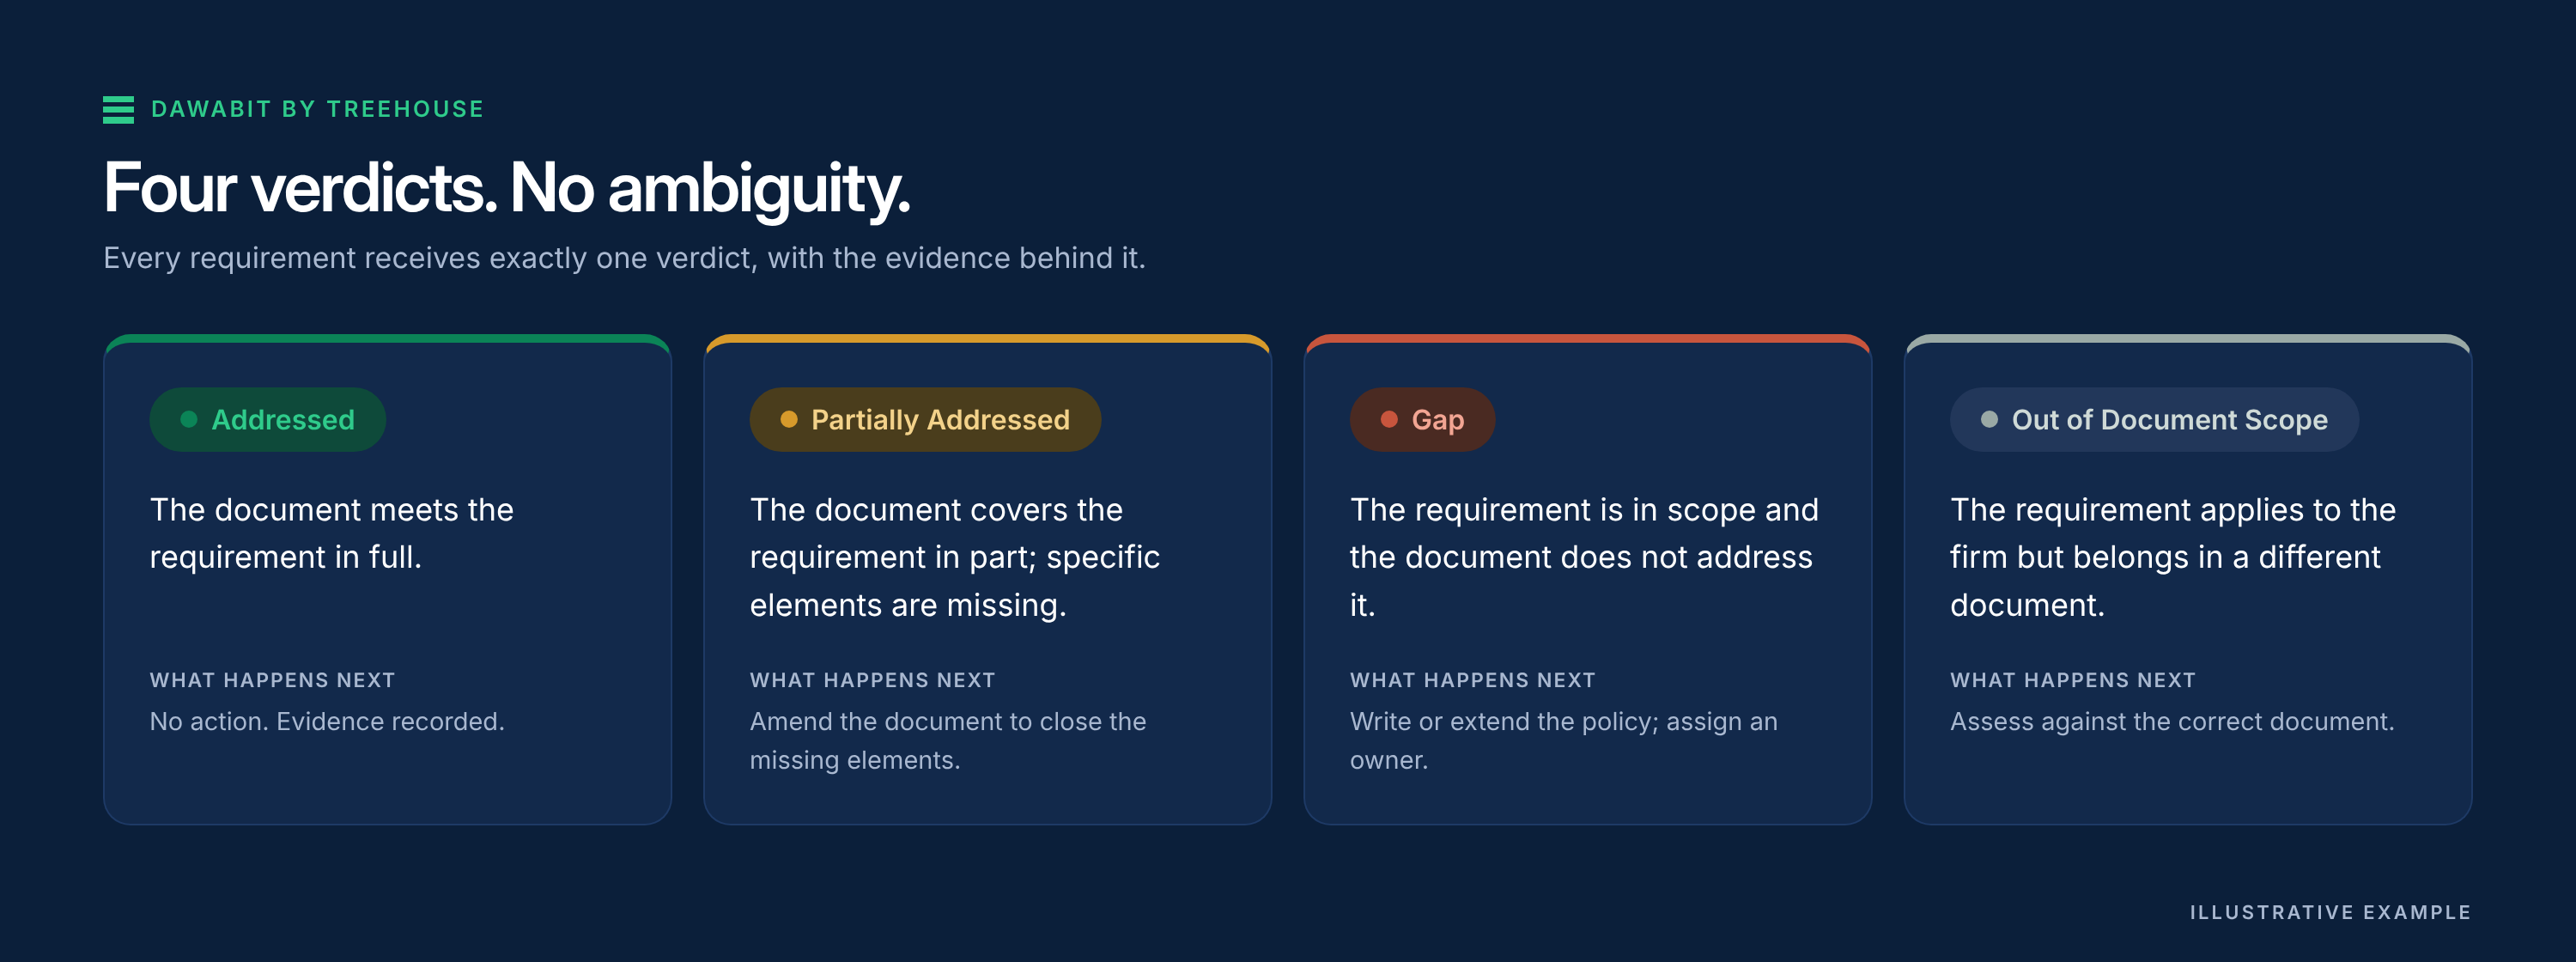 DAWABIT BY TREEHOUSE
Four verdicts. No ambiguity.
Every requirement receives exactly one verdict, with the evidence behind it.
Addressed
The document meets the
requirement in full.
WHAT HAPPENS NEXT
No action. Evidence recorded.
Partially Addressed
The document covers the
requirement in part; specific
elements are missing.
WHAT HAPPENS NEXT
Amend the document to close the
missing elements.
Gap
The requirement is in scope and
the document does not address
it.
WHAT HAPPENS NEXT
Write or extend the policy; assign an
owner.
Out of Document Scope
The requirement applies to the
firm but belongs in a different
document.
WHAT HAPPENS NEXT
Assess against the correct document.
ILLUSTRATIVE EXAMPLE